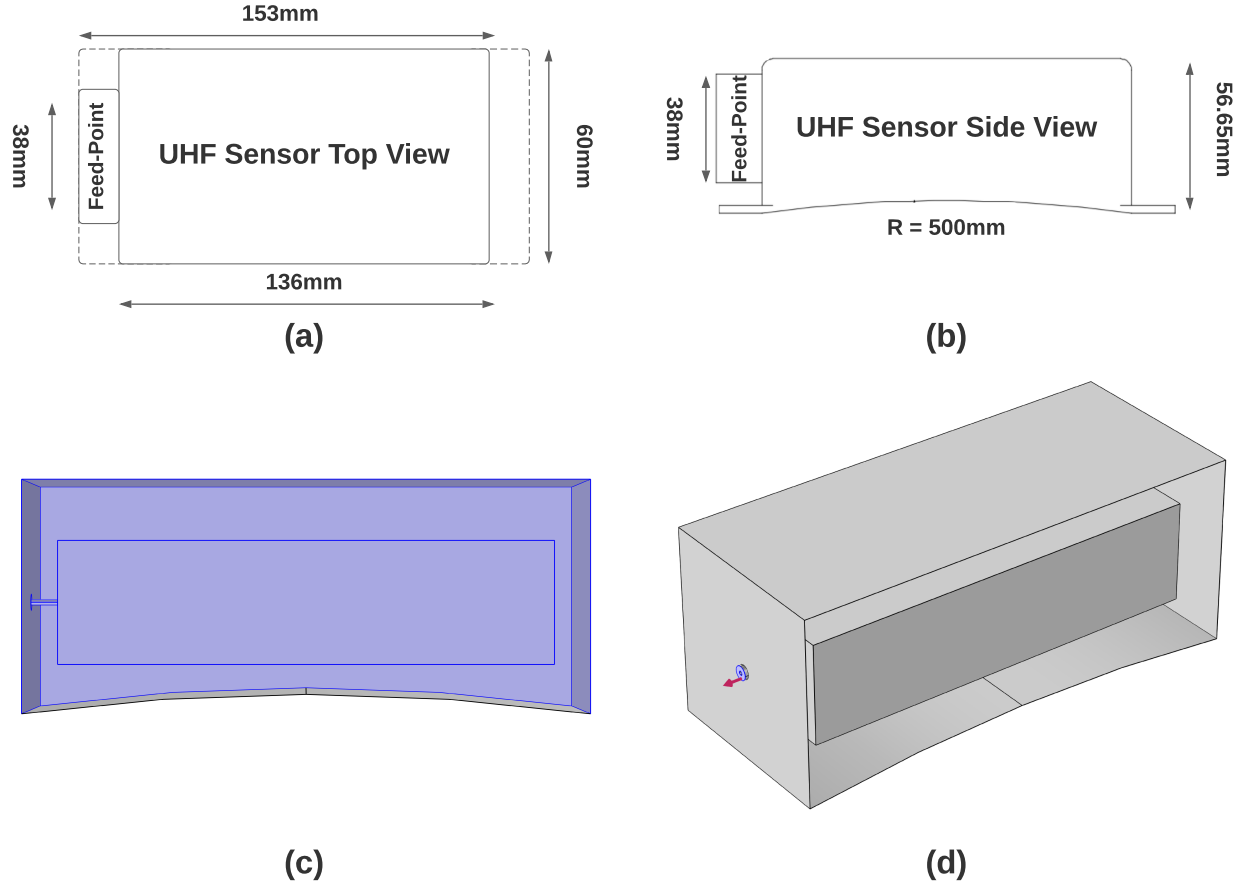 153mm
38mm
Feed-Point
UHF Sensor Top View
60mm
136mm
(a)
38mm
Feed-Point
UHF Sensor Side View
56.65mm
R = 500mm
(b)
(c)
(d)